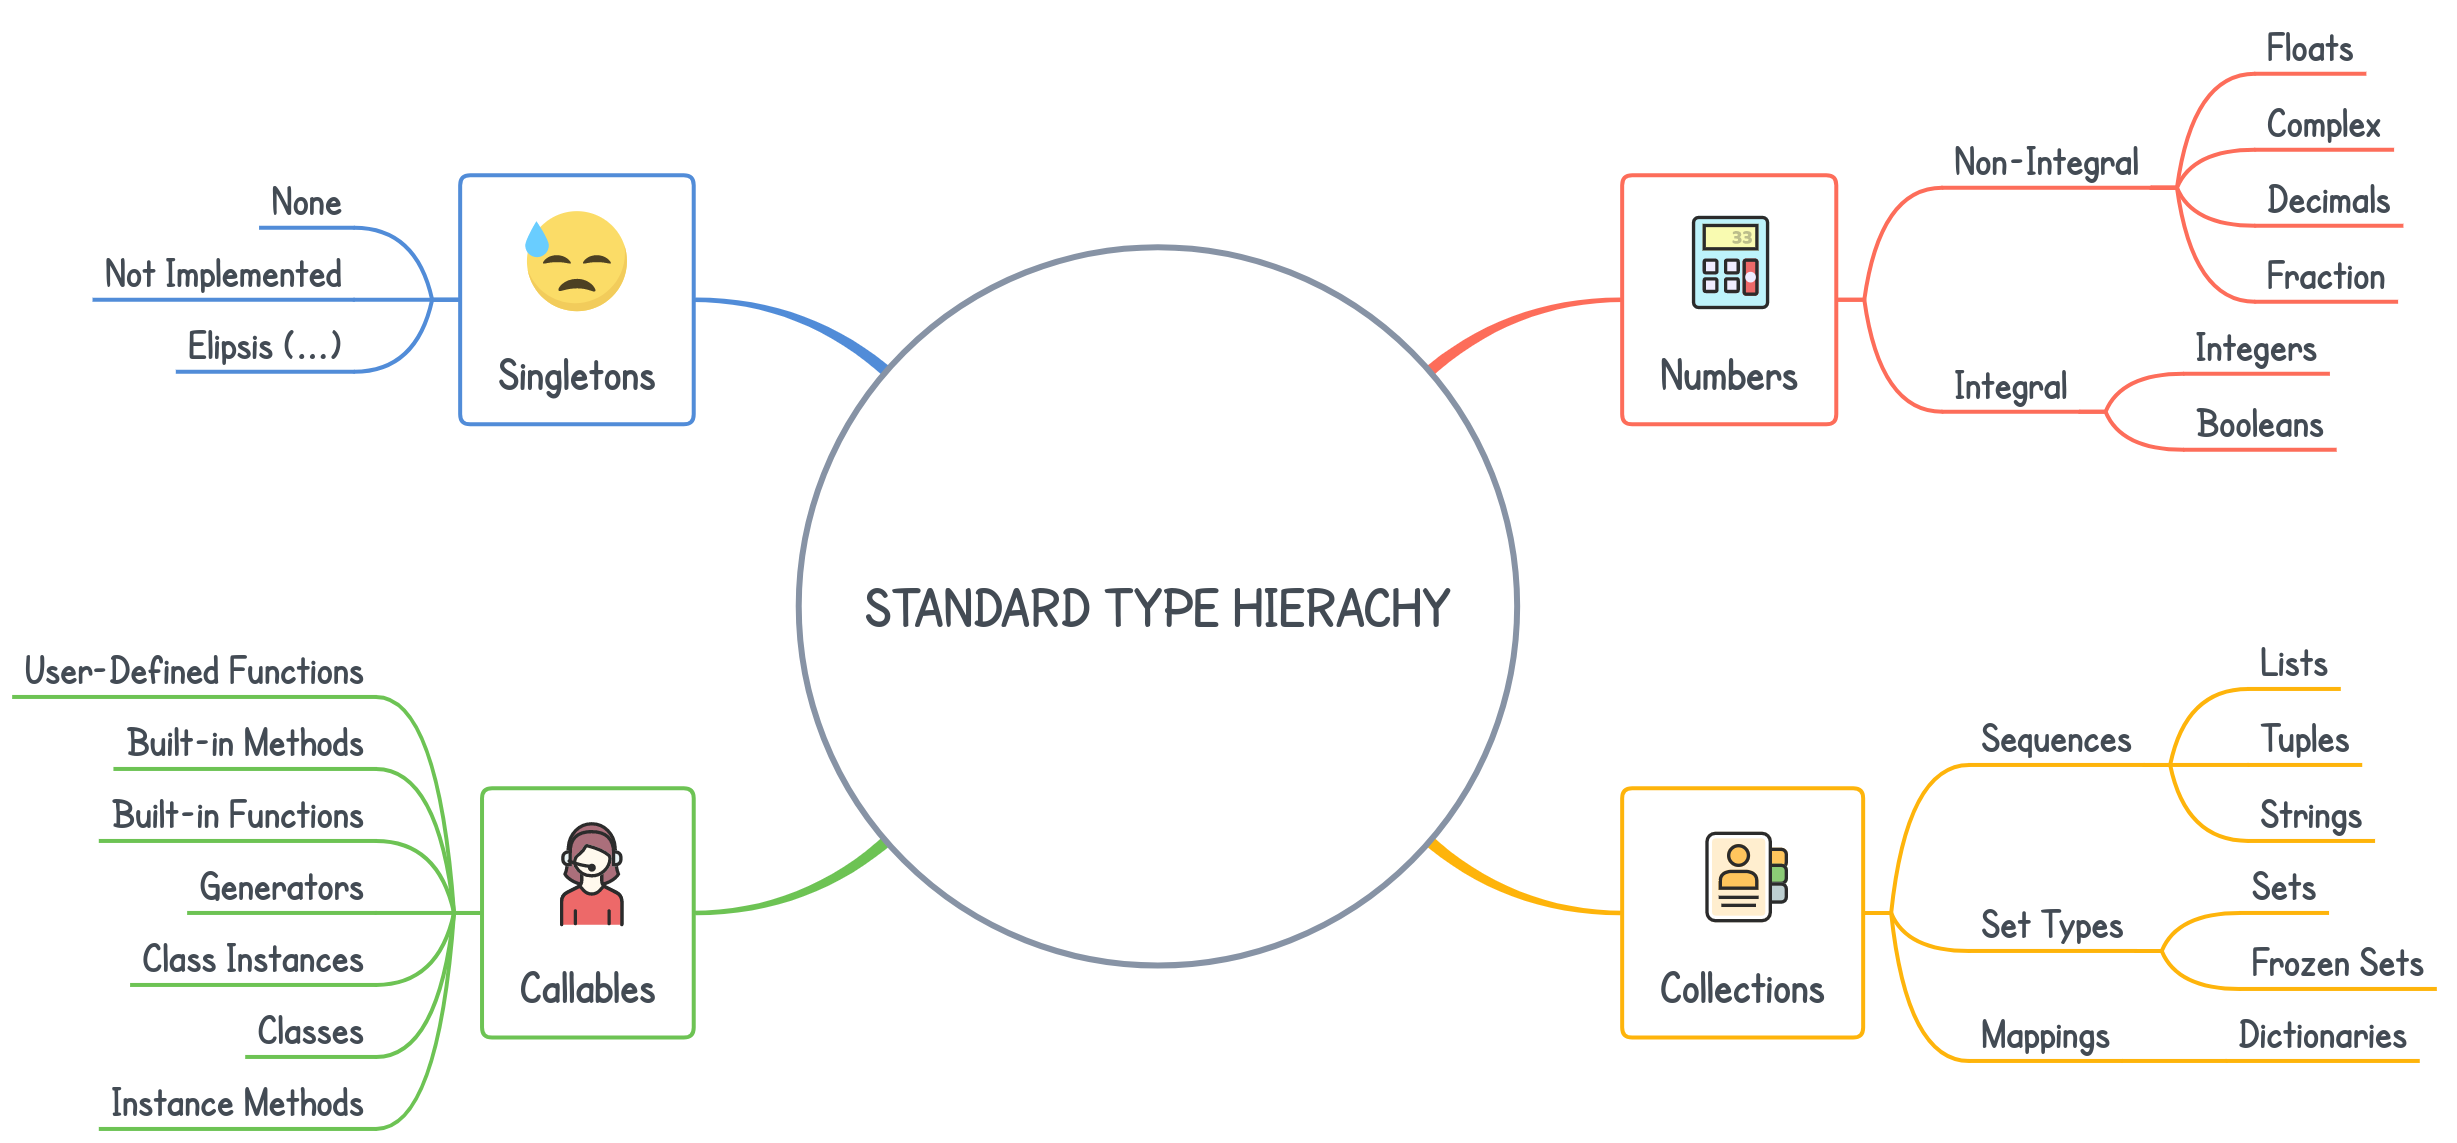 STANDARD TYPE HIERACHY
Singletons
None
Not Implemented
Elipsis (...)
Numbers
33
Non-Integral
Floats
Complex
Decimals
Fraction
Integral
Integers
Booleans
Callables
User-Defined Functions
Built-in Methods
Built-in Functions
Generators
Class Instances
Classes
Instance Methods
Collections
Sequences
Lists
Tuples
Strings
Set Types
Sets
Frozen Sets
Mappings
Dictionaries